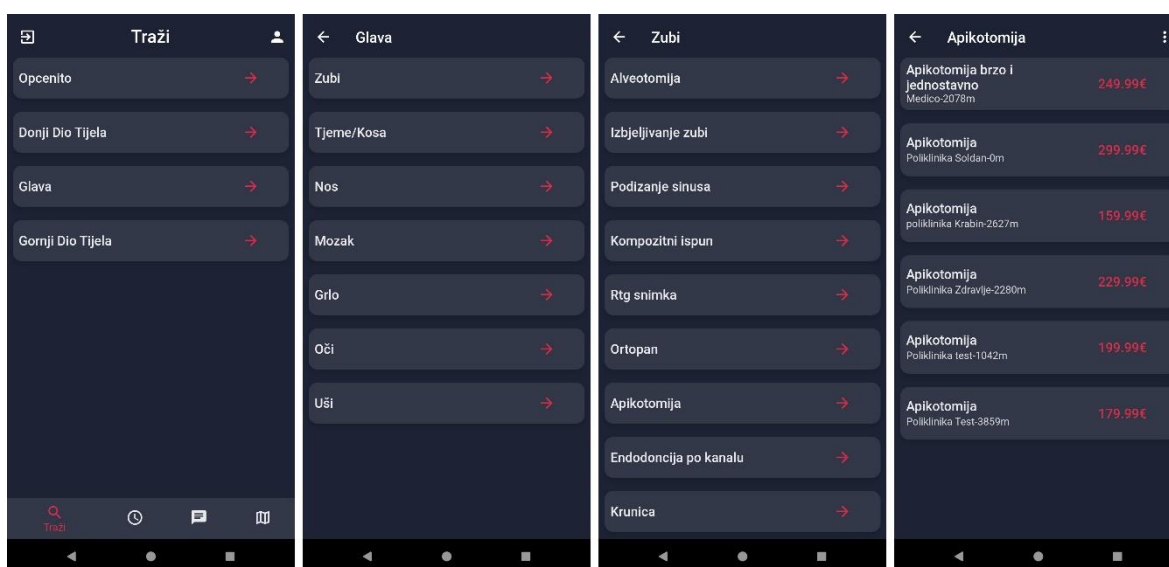 Traži
Opcenito
Donji Dio Tijela
Glava
Gornji Dio Tijela
Traži
Glava
Zubi
Tjeme/Kosa
Nos
Mozak
Grlo
Oči
Uši
Zubi
Alveotomija
Izbjeljivanje zubi
Podizanje sinusa
Kompozitni ispun
Rtg snimka
Ortopan
Apikotomija
Endodoncija po kanalu
Krunica
Apikotomija
Apikotomija brzo i
jednostavno
Medico-2078m
249.99€
Apikotomija
Poliklinika Soldan-0m
299.99€
Apikotomija
poliklinika Krabin-2627m
159.99€
Apikotomija
Poliklinika Zdravlje-2280m
229.99€
Apikotomija
Poliklinika test-1042m
199.99€
Apikotomija
Poliklinika Test-3859m
179.99€